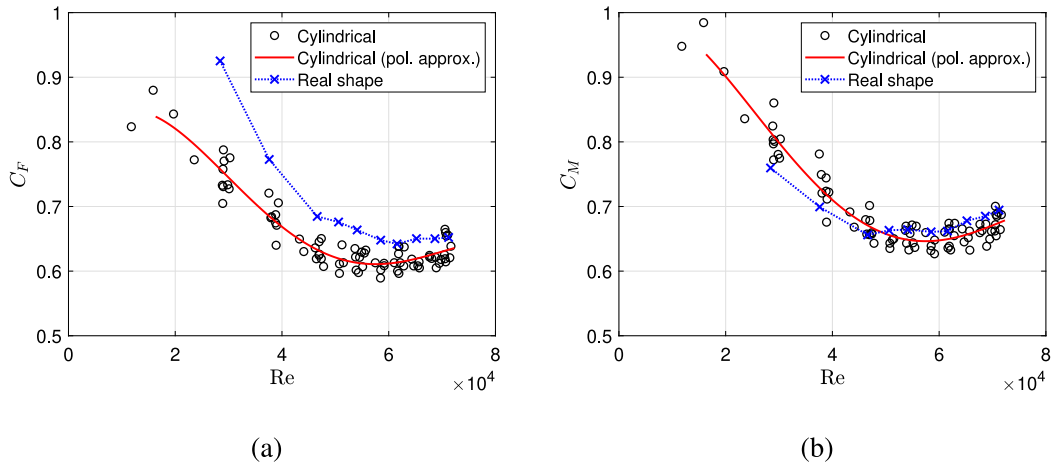 1
0.9
0.8
0.7
0.6
0.5
C_F
0 2 4 6 8
Re
×10^4
Cylindrical
Cylindrical (pol. approx.)
Real shape
(a)
1
0.9
0.8
0.7
0.6
0.5
C_M
0 2 4 6 8
Re
×10^4
Cylindrical
Cylindrical (pol. approx.)
Real shape
(b)